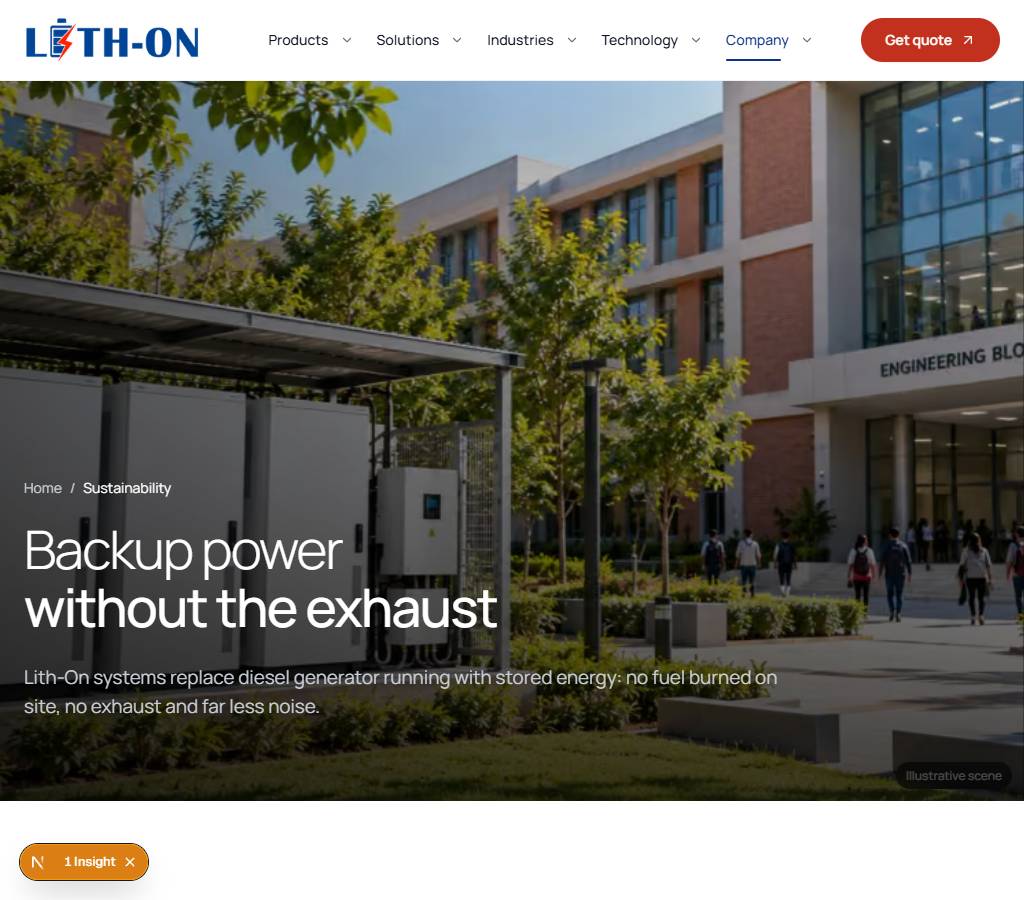 LITH-ON
Products
Solutions
Industries
Technology
Company
Get quote
ENGINEERING BLO
Home / Sustainability
Backup power
without the exhaust
Lith-On systems replace diesel generator running with stored energy: no fuel burned on
site, no exhaust and far less noise.
Illustrative scene
1 Insight